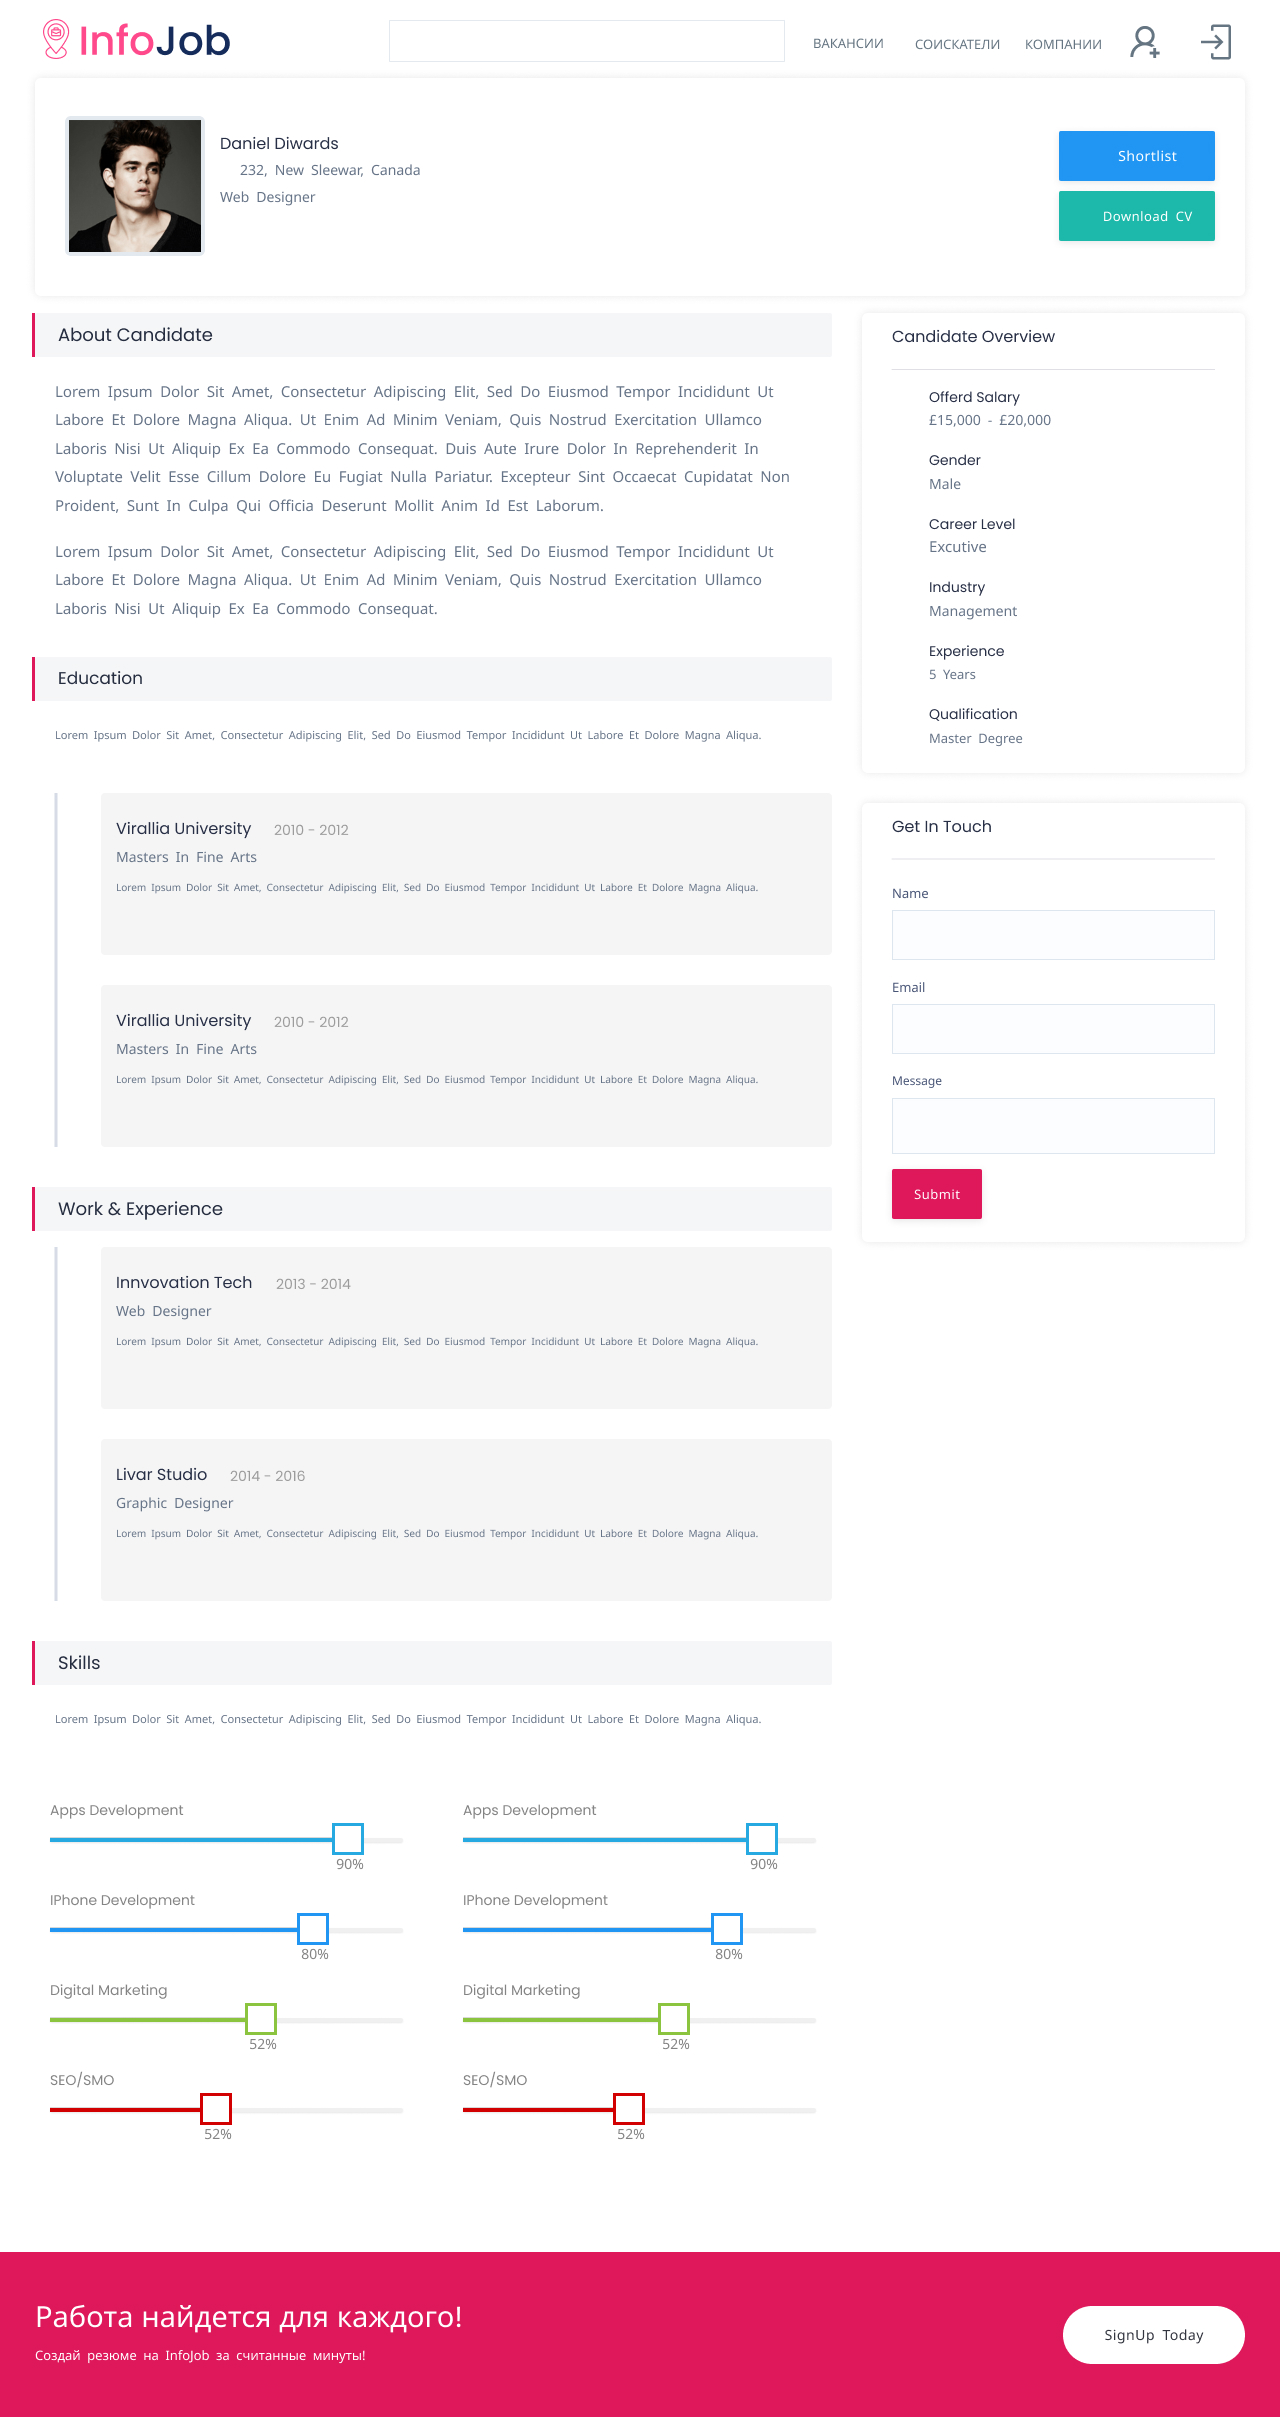 InfoJob
ВАКАНСИИ
СОИСКАТЕЛИ
КОМПАНИИ
Daniel Diwards
232, New Sleewar, Canada
Web Designer
Shortlist
Download CV
About Candidate
Lorem Ipsum Dolor Sit Amet, Consectetur Adipiscing Elit, Sed Do Eiusmod Tempor Incididunt Ut
Labore Et Dolore Magna Aliqua. Ut Enim Ad Minim Veniam, Quis Nostrud Exercitation Ullamco
Laboris Nisi Ut Aliquip Ex Ea Commodo Consequat. Duis Aute Irure Dolor In Reprehenderit In
Voluptate Velit Esse Cillum Dolore Eu Fugiat Nulla Pariatur. Excepteur Sint Occaecat Cupidatat Non
Proident, Sunt In Culpa Qui Officia Deserunt Mollit Anim Id Est Laborum.
Lorem Ipsum Dolor Sit Amet, Consectetur Adipiscing Elit, Sed Do Eiusmod Tempor Incididunt Ut
Labore Et Dolore Magna Aliqua. Ut Enim Ad Minim Veniam, Quis Nostrud Exercitation Ullamco
Laboris Nisi Ut Aliquip Ex Ea Commodo Consequat.
Education
Lorem Ipsum Dolor Sit Amet, Consectetur Adipiscing Elit, Sed Do Eiusmod Tempor Incididunt Ut Labore Et Dolore Magna Aliqua.
Virallia University 2010 - 2012
Masters In Fine Arts
Lorem Ipsum Dolor Sit Amet, Consectetur Adipiscing Elit, Sed Do Eiusmod Tempor Incididunt Ut Labore Et Dolore Magna Aliqua.
Virallia University 2010 - 2012
Masters In Fine Arts
Lorem Ipsum Dolor Sit Amet, Consectetur Adipiscing Elit, Sed Do Eiusmod Tempor Incididunt Ut Labore Et Dolore Magna Aliqua.
Work & Experience
Innvovation Tech 2013 - 2014
Web Designer
Lorem Ipsum Dolor Sit Amet, Consectetur Adipiscing Elit, Sed Do Eiusmod Tempor Incididunt Ut Labore Et Dolore Magna Aliqua.
Livar Studio 2014 - 2016
Graphic Designer
Lorem Ipsum Dolor Sit Amet, Consectetur Adipiscing Elit, Sed Do Eiusmod Tempor Incididunt Ut Labore Et Dolore Magna Aliqua.
Skills
Lorem Ipsum Dolor Sit Amet, Consectetur Adipiscing Elit, Sed Do Eiusmod Tempor Incididunt Ut Labore Et Dolore Magna Aliqua.
Apps Development
90%
IPhone Development
80%
Digital Marketing
52%
SEO/SMO
52%
Apps Development
90%
IPhone Development
80%
Digital Marketing
52%
SEO/SMO
52%
Candidate Overview
Offerd Salary
£15,000 - £20,000
Gender
Male
Career Level
Excutive
Industry
Management
Experience
5 Years
Qualification
Master Degree
Get In Touch
Name
Email
Message
Submit
Работа найдется для каждого!
Создай резюме на InfoJob за считанные минуты!
SignUp Today